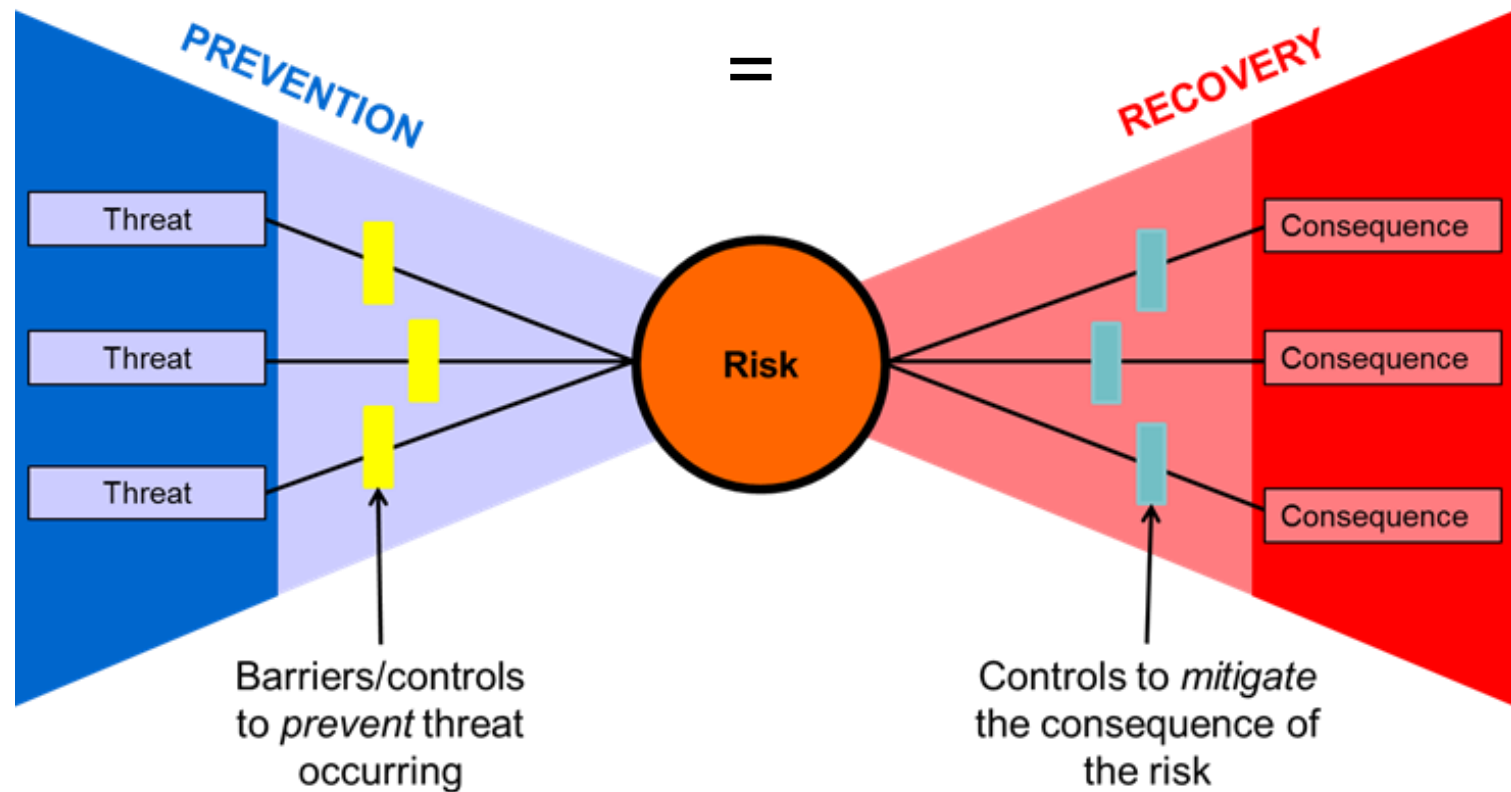 PREVENTION
=
RECOVERY
Threat
Threat
Threat
Risk
Consequence
Consequence
Consequence
Barriers/controls
to prevent threat
occurring
Controls to mitigate
the consequence of
the risk